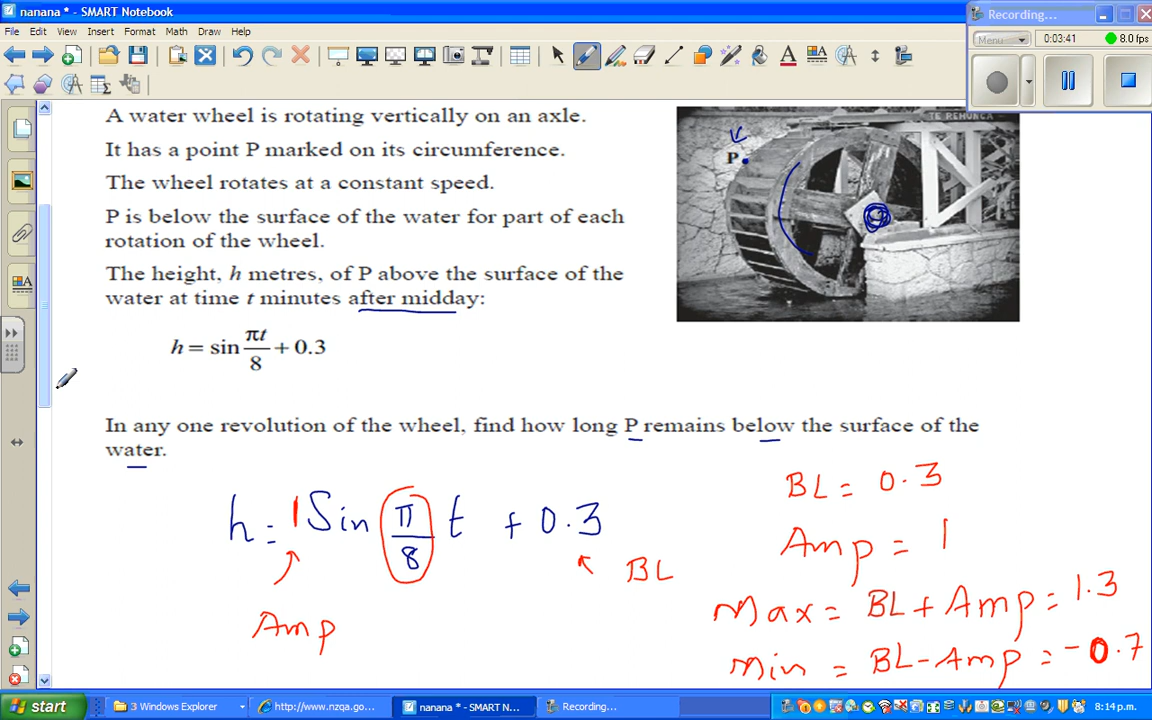 nanana * - SMART Notebook
File Edit View Insert Format Math Draw Help
Recording...
Menu
0:03:41
8.0 fps
A water wheel is rotating vertically on an axle.
It has a point P marked on its circumference.
The wheel rotates at a constant speed.
P is below the surface of the water for part of each
rotation of the wheel.
The height, h metres, of P above the surface of the
water at time t minutes after midday:
h = sin πt/8 + 0.3
TE REHUNGA
P
In any one revolution of the wheel, find how long P remains below the surface of the
water.
h = 1 Sin π/8 t + 0.3
Amp
BL
BL = 0.3
Amp = 1
Max = BL + Amp = 1.3
Min = BL - Amp = -0.7
start
3 Windows Explorer
http://www.nzqa.go...
nanana * - SMART N...
Recording...
8:14 p.m.